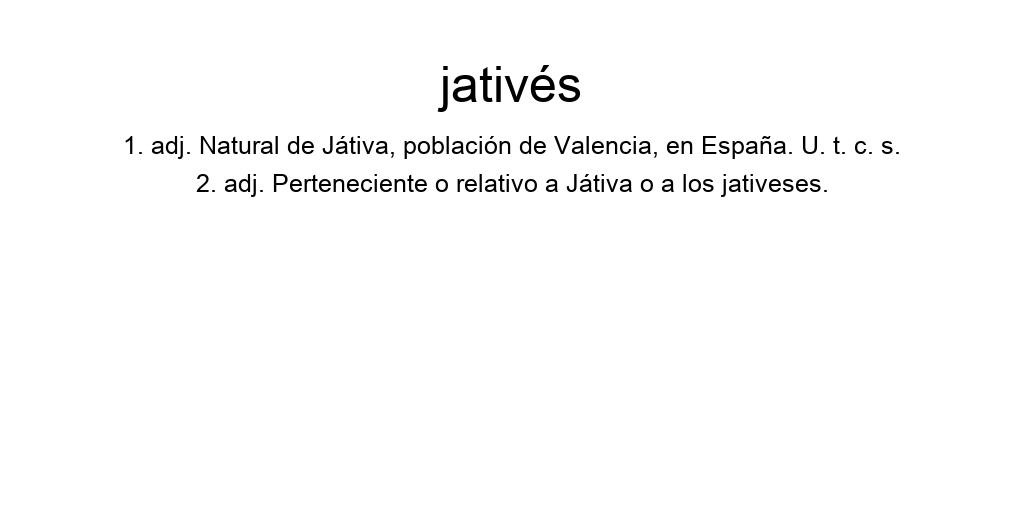 jativés
1. adj. Natural de Játiva, población de Valencia, en España. U. t. c. s.
2. adj. Perteneciente o relativo a Játiva o a los jativeses.